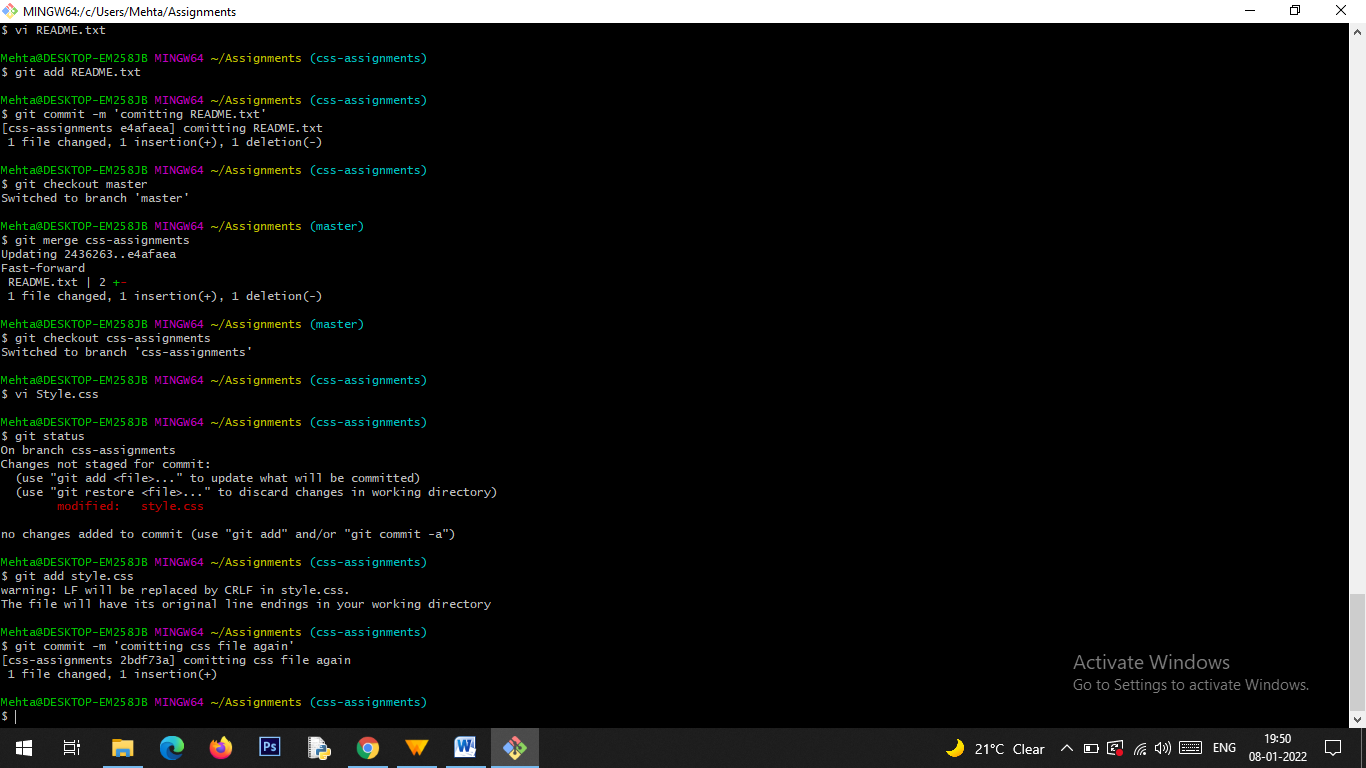 MINGW64:/c/Users/Mehta/Assignments
$ vi README.txt
Mehta@DESKTOP-EM258JB MINGW64 ~/Assignments (css-assignments)
$ git add README.txt
Mehta@DESKTOP-EM258JB MINGW64 ~/Assignments (css-assignments)
$ git commit -m 'comitting README.txt'
[css-assignments e4afaea] comitting README.txt
1 file changed, 1 insertion(+), 1 deletion(-)
Mehta@DESKTOP-EM258JB MINGW64 ~/Assignments (css-assignments)
$ git checkout master
Switched to branch 'master'
Mehta@DESKTOP-EM258JB MINGW64 ~/Assignments (master)
$ git merge css-assignments
Updating 2436263..e4afaea
Fast-forward
README.txt | 2 +-
1 file changed, 1 insertion(+), 1 deletion(-)
Mehta@DESKTOP-EM258JB MINGW64 ~/Assignments (master)
$ git checkout css-assignments
Switched to branch 'css-assignments'
Mehta@DESKTOP-EM258JB MINGW64 ~/Assignments (css-assignments)
$ vi Style.css
Mehta@DESKTOP-EM258JB MINGW64 ~/Assignments (css-assignments)
$ git status
On branch css-assignments
Changes not staged for commit:
(use "git add <file>..." to update what will be committed)
(use "git restore <file>..." to discard changes in working directory)
modified: style.css
no changes added to commit (use "git add" and/or "git commit -a")
Mehta@DESKTOP-EM258JB MINGW64 ~/Assignments (css-assignments)
$ git add style.css
warning: LF will be replaced by CRLF in style.css.
The file will have its original line endings in your working directory
Mehta@DESKTOP-EM258JB MINGW64 ~/Assignments (css-assignments)
$ git commit -m 'comitting css file again'
[css-assignments 2bdf73a] comitting css file again
1 file changed, 1 insertion(+)
Mehta@DESKTOP-EM258JB MINGW64 ~/Assignments (css-assignments)
$
Activate Windows
Go to Settings to activate Windows.
Ps
W
21°C Clear
ENG
19:50
08-01-2022